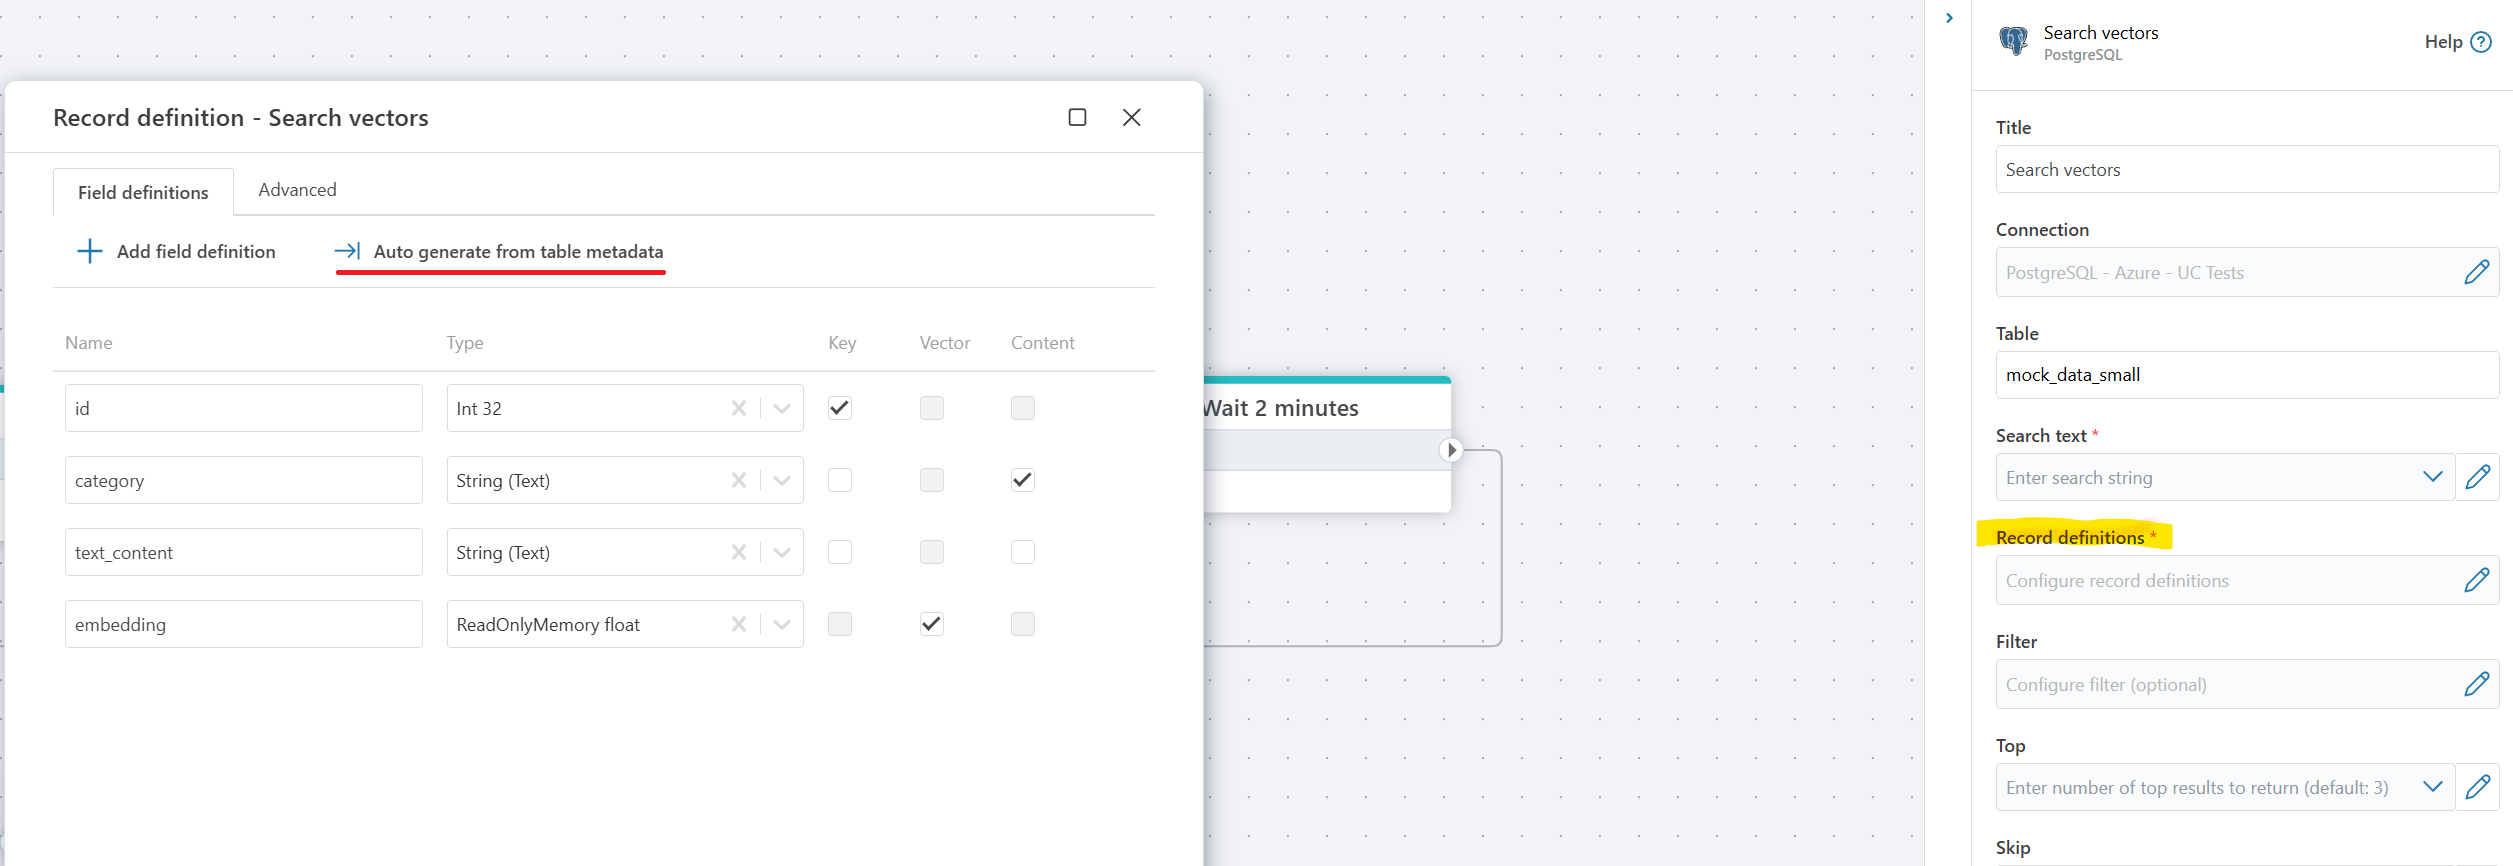 Record definition - Search vectors
Field definitions
Advanced
Add field definition
Auto generate from table metadata
Name Type Key Vector Content
id Int 32
category String (Text)
text_content String (Text)
embedding ReadOnlyMemory float
Wait 2 minutes
Search vectors
PostgreSQL
Help ?
Title
Search vectors
Connection
PostgreSQL - Azure - UC Tests
Table
mock_data_small
Search text *
Enter search string
Record definitions *
Configure record definitions
Filter
Configure filter (optional)
Top
Enter number of top results to return (default: 3)
Skip